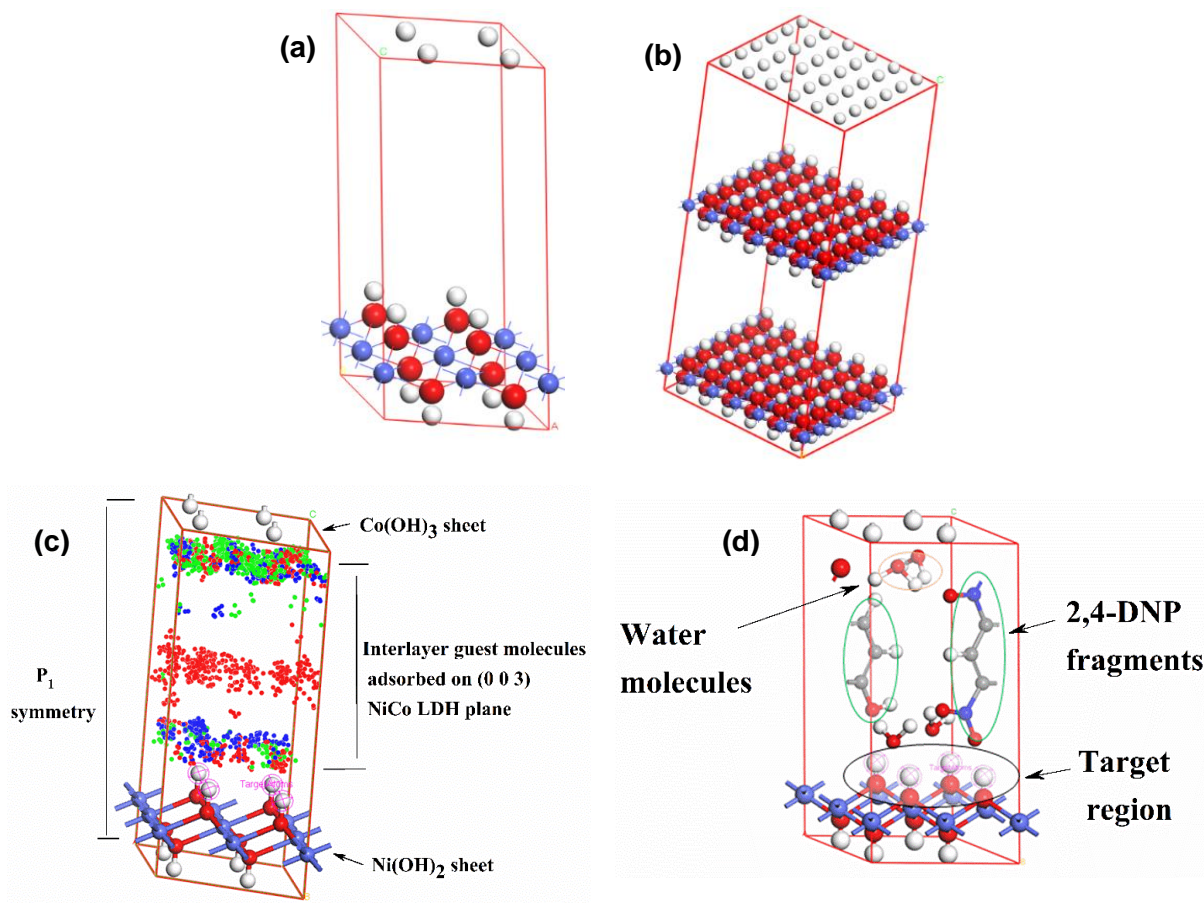 (a)
C
A
(b)
C
(c)
C
Co(OH)3 sheet
P1
symmetry
Interlayer guest molecules
adsorbed on (0 0 3)
NiCo LDH plane
Ni(OH)2 sheet
(d)
C
Water
molecules
2,4-DNP
fragments
Target
region